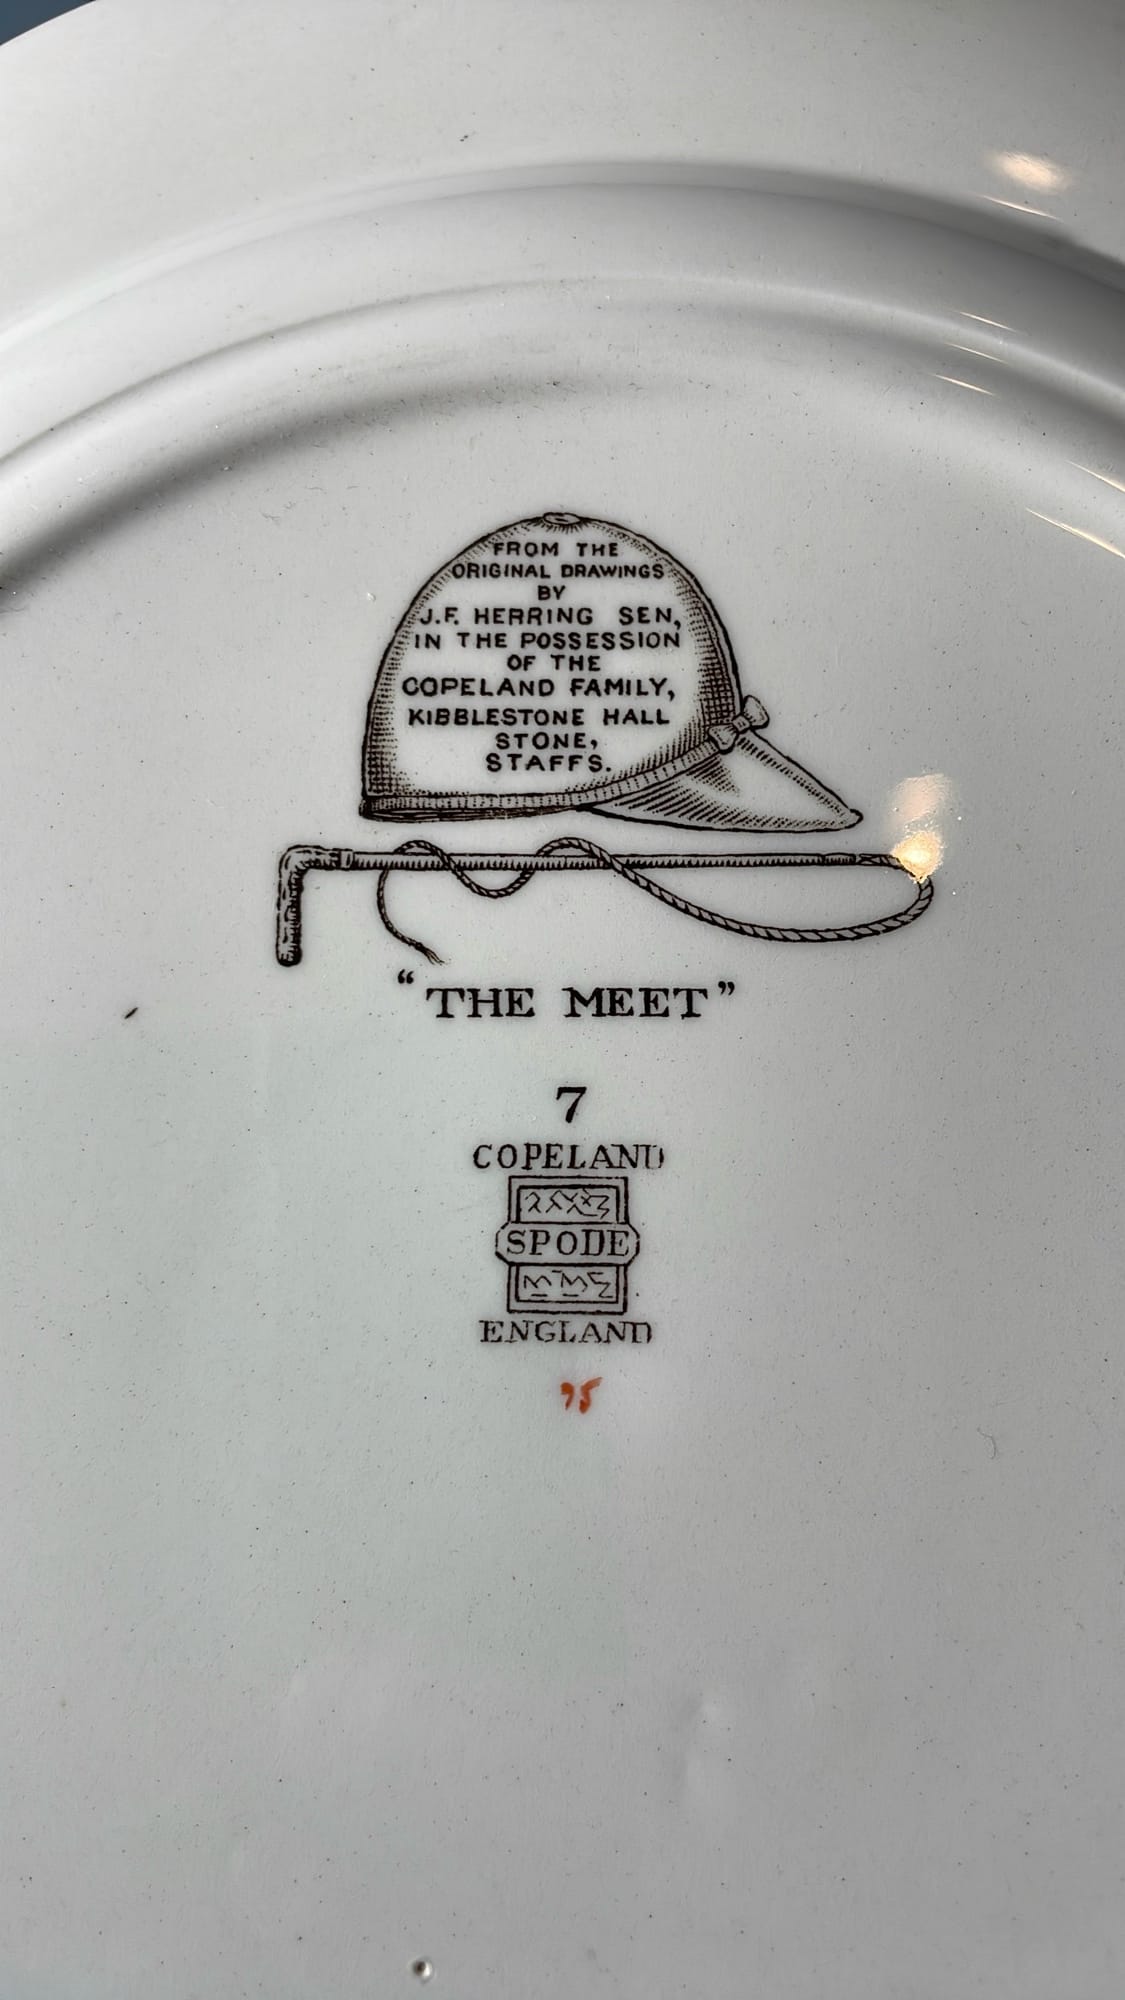 FROM THE
ORIGINAL DRAWINGS
BY
J.F. HERRING SEN,
IN THE POSSESSION
OF THE
COPELAND FAMILY,
KIBBLESTONE HALL
STONE,
STAFFS.
"THE MEET"
7
COPELAND
SPODE
ENGLAND